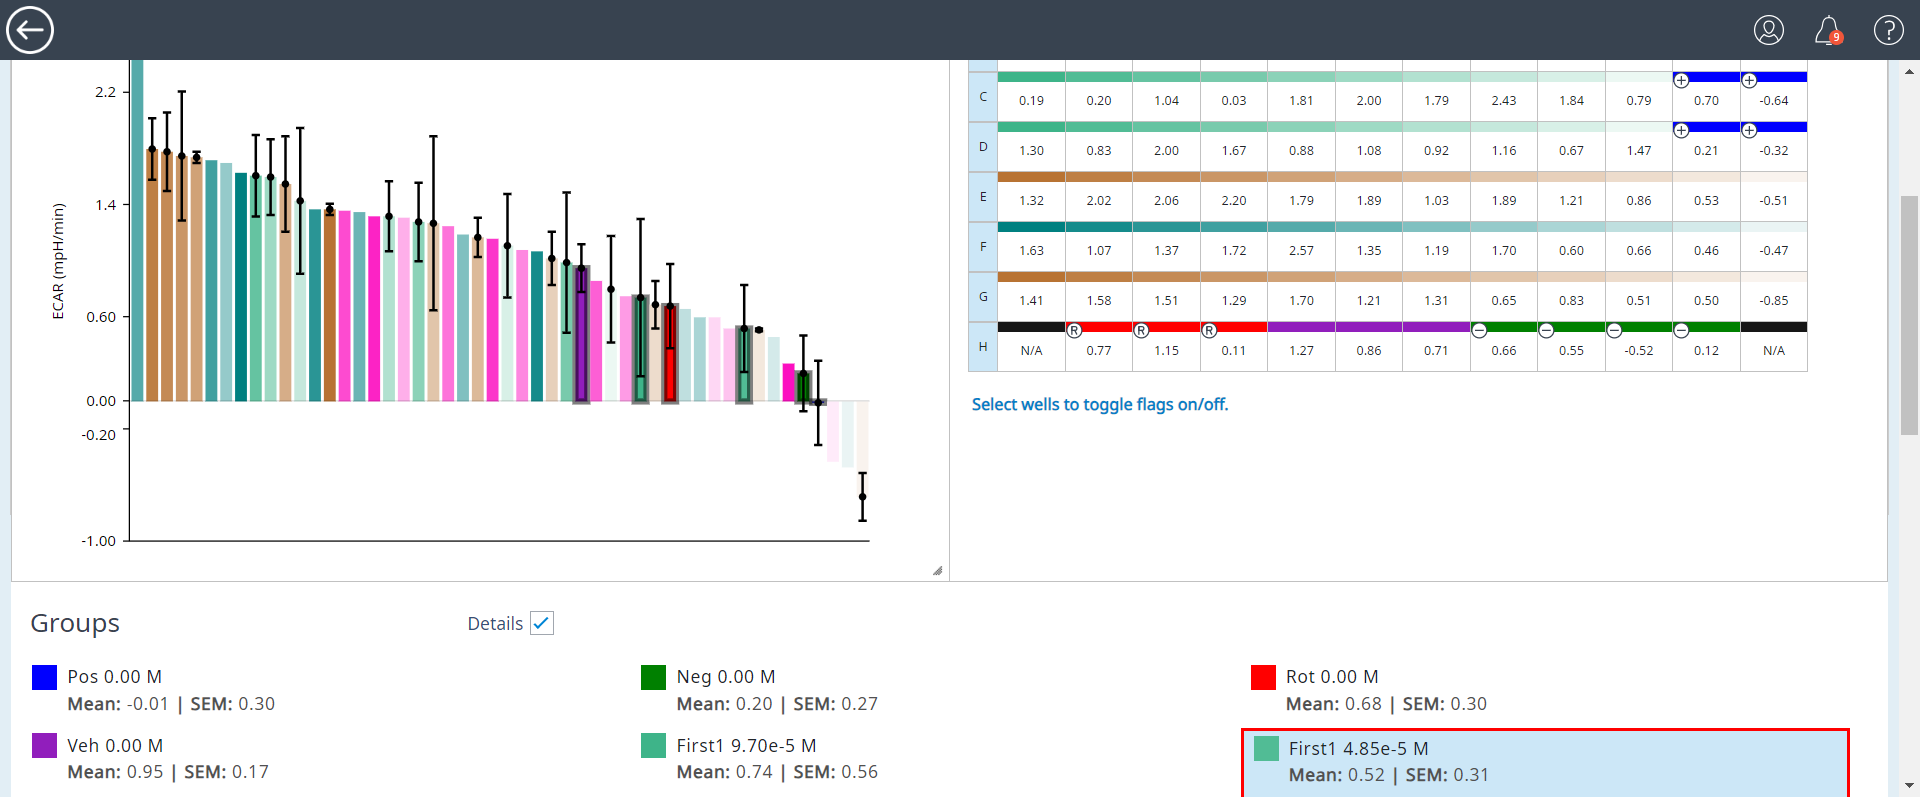 9
?
2.2
1.4
0.60
0.00
-0.20
-1.00
ECAR (mpH/min)
C 0.19 0.20 1.04 0.03 1.81 2.00 1.79 2.43 1.84 0.79 + 0.70 + -0.64
D 1.30 0.83 2.00 1.67 0.88 1.08 0.92 1.16 0.67 1.47 + 0.21 + -0.32
E 1.32 2.02 2.06 2.20 1.79 1.89 1.03 1.89 1.21 0.86 0.53 -0.51
F 1.63 1.07 1.37 1.72 2.57 1.35 1.19 1.70 0.60 0.66 0.46 -0.47
G 1.41 1.58 1.51 1.29 1.70 1.21 1.31 0.65 0.83 0.51 0.50 -0.85
R R R − − − −
H N/A 0.77 1.15 0.11 1.27 0.86 0.71 0.66 0.55 -0.52 0.12 N/A
Select wells to toggle flags on/off.
Groups
Details
Pos 0.00 M
Mean: -0.01 | SEM: 0.30
Neg 0.00 M
Mean: 0.20 | SEM: 0.27
Rot 0.00 M
Mean: 0.68 | SEM: 0.30
Veh 0.00 M
Mean: 0.95 | SEM: 0.17
First1 9.70e-5 M
Mean: 0.74 | SEM: 0.56
First1 4.85e-5 M
Mean: 0.52 | SEM: 0.31